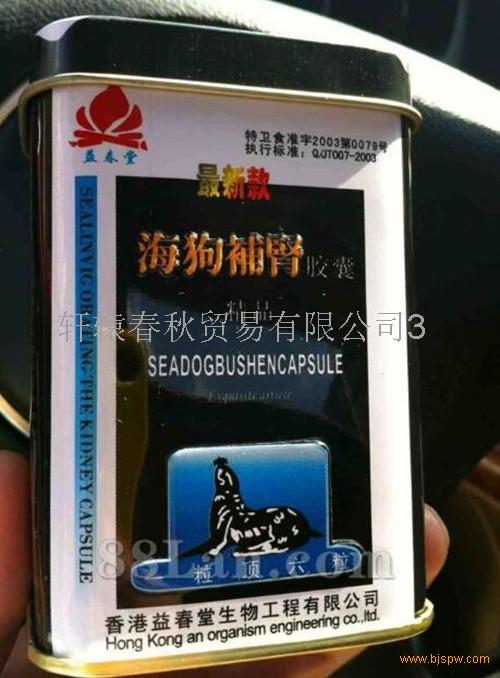 益春堂
特卫食准字2003第0079号
执行标准：Q/JT007-2003
最新款
海狗補腎胶囊
精品
轩辕春秋贸易有限公司3
SEADOGBUSHENCAPSULE
Exquisite article
SEALINVIGORATING THE KIDNEY CAPSULE
一粒顶六粒
88Lan.com
香港益春堂生物工程有限公司
Hong Kong an organism engineering co.,ltd.
www.bjspw.com